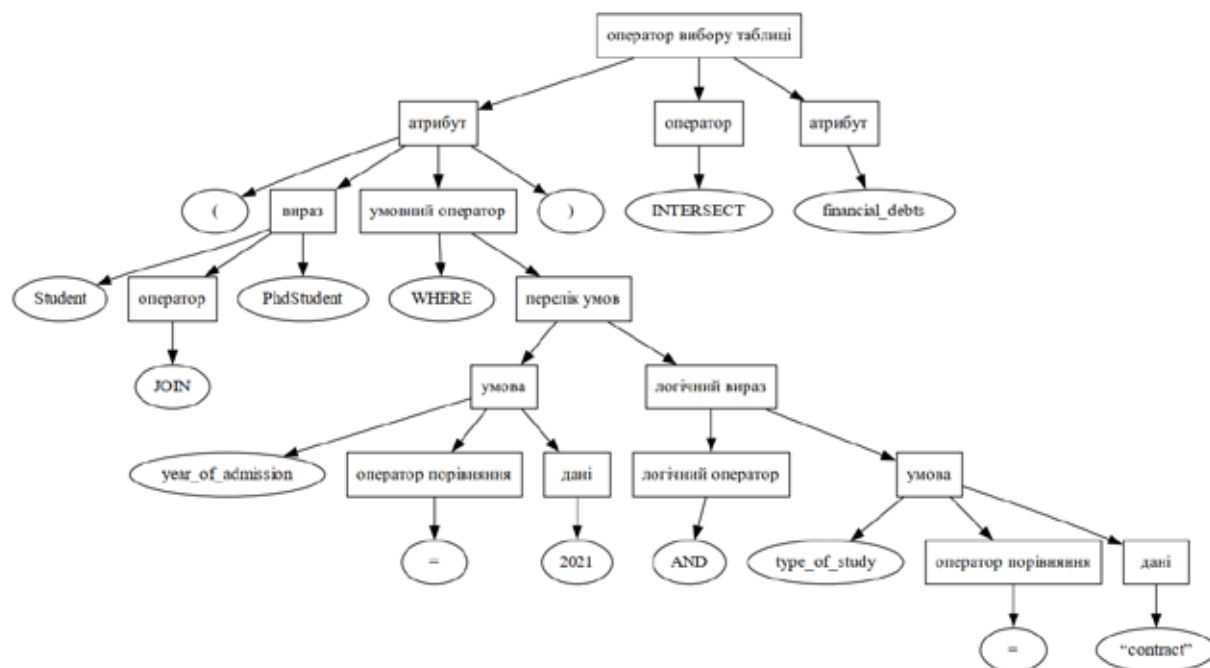 оператор вибору таблиці
атрибут
оператор
атрибут
(
вираз
умовний оператор
)
INTERSECT
financial_debts
Student
оператор
PhdStudent
WHERE
перелік умов
JOIN
умова
логічний вираз
year_of_admission
оператор порівняння
дані
логічний оператор
умова
=
2021
AND
type_of_study
оператор порівняння
дані
=
“contract”